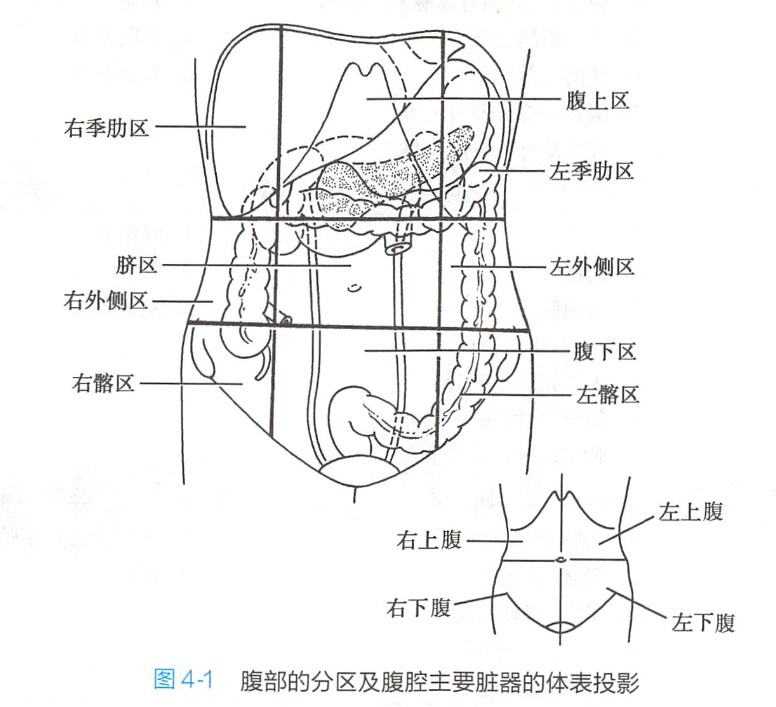 腹上区
右季肋区
左季肋区
脐区
左外侧区
右外侧区
腹下区
右髂区
左髂区
左上腹
右上腹
右下腹
左下腹
图 4-1 腹部的分区及腹腔主要脏器的体表投影